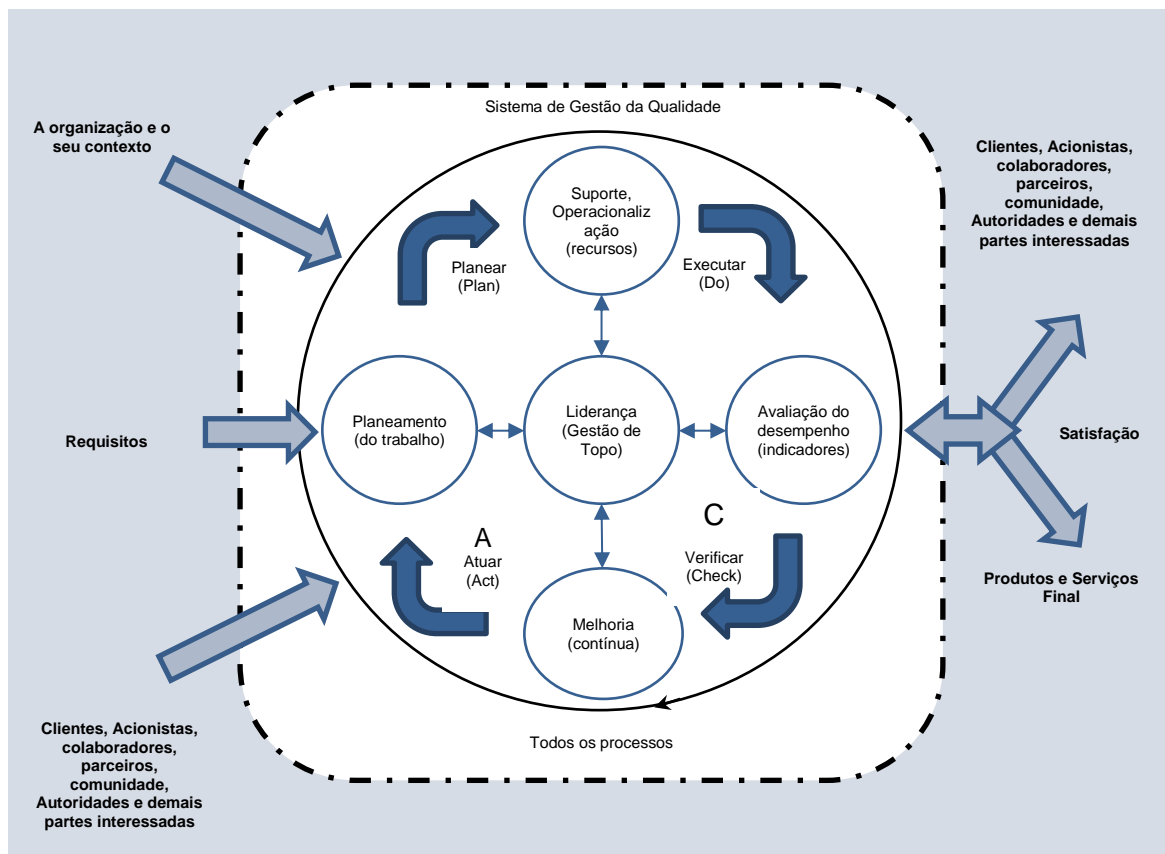 Sistema de Gestão da Qualidade
A organização e o
seu contexto
Clientes, Acionistas,
colaboradores,
parceiros,
comunidade,
Autoridades e demais
partes interessadas
Suporte,
Operacionaliz
ação
(recursos)
Planear
(Plan)
Executar
(Do)
Requisitos
Planeamento
(do trabalho)
Liderança
(Gestão de
Topo)
Avaliação do
desempenho
(indicadores)
Satisfação
A
Atuar
(Act)
C
Verificar
(Check)
Produtos e Serviços
Final
Melhoria
(contínua)
Clientes, Acionistas,
colaboradores,
parceiros,
comunidade,
Autoridades e demais
partes interessadas
Todos os processos